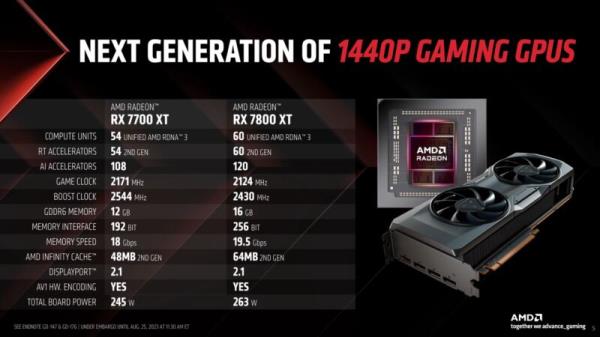 NEXT GENERATION OF 1440P GAMING GPUS
AMD RADEON™ AMD RADEON™
RX 7700 XT RX 7800 XT
COMPUTE UNITS 54 UNIFIED AMD RDNA™ 3 60 UNIFIED AMD RDNA™ 3
RT ACCELERATORS 54 2ND GEN 60 2ND GEN
AI ACCELERATORS 108 120
GAME CLOCK 2171 MHz 2124 MHz
BOOST CLOCK 2544 MHz 2430 MHz
GDDR6 MEMORY 12 GB 16 GB
MEMORY INTERFACE 192 BIT 256 BIT
MEMORY SPEED 18 Gbps 19.5 Gbps
AMD INFINITY CACHE™ 48MB 2ND GEN 64MB 2ND GEN
DISPLAYPORT™ 2.1 2.1
AV1 HW. ENCODING YES YES
TOTAL BOARD POWER 245 W 263 W
AMD
RADEON
SEE ENDNOTE GD-147 & GD-176 | UNDER EMBARGO UNTIL AUG. 25, 2023 AT 11:30 AM ET
AMD
together we advance_gaming
5